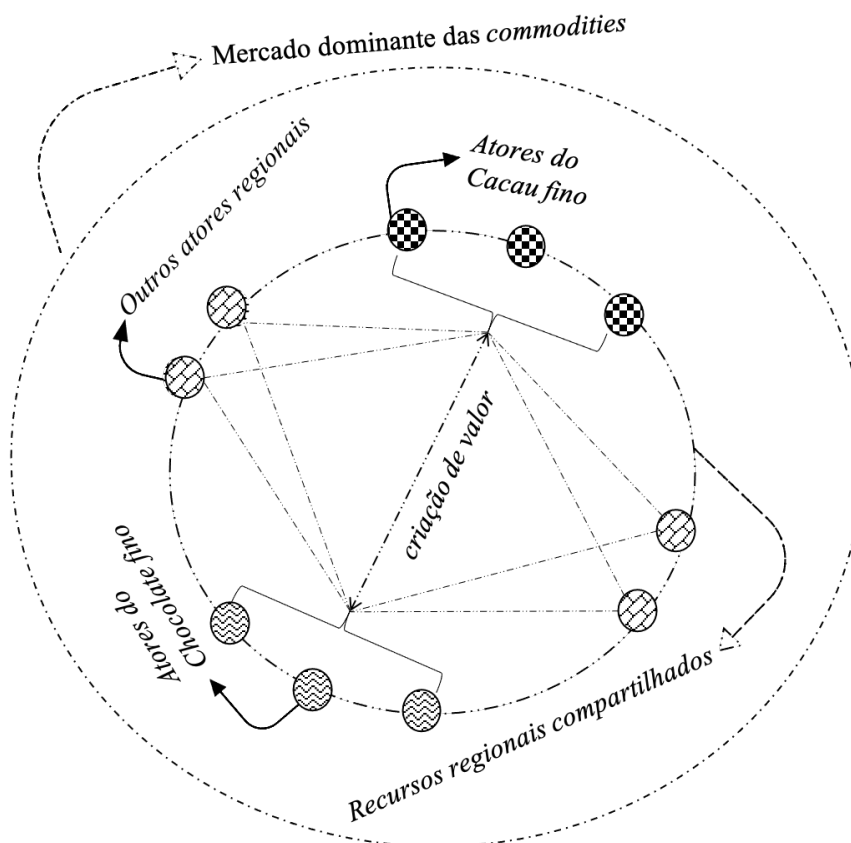 Mercado dominante das commodities
Outros atores regionais
Atores do
Cacau fino
criação de valor
Atores do
Chocolate fino
Recursos regionais compartilhados